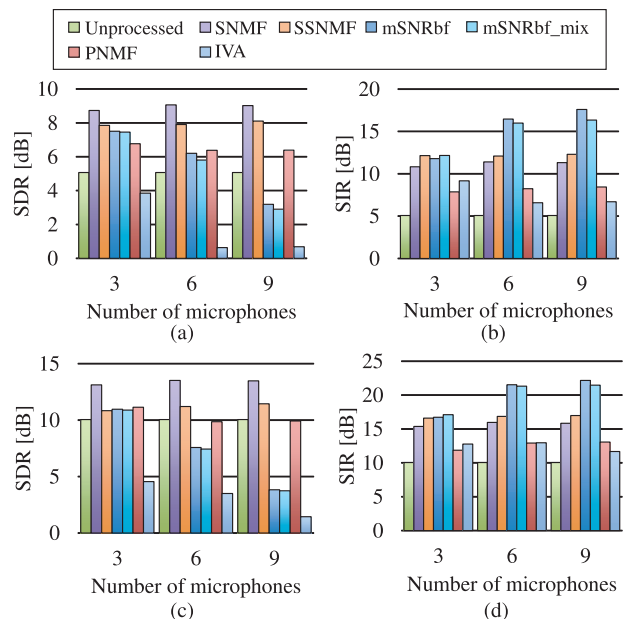 Unprocessed SNMF SSNMF mSNRbf mSNRbf_mix
PNMF IVA
SDR [dB]
10
8
6
4
2
0
3 6 9
Number of microphones
(a)
SIR [dB]
20
15
10
5
0
3 6 9
Number of microphones
(b)
SDR [dB]
15
10
5
0
3 6 9
Number of microphones
(c)
SIR [dB]
25
20
15
10
5
0
3 6 9
Number of microphones
(d)